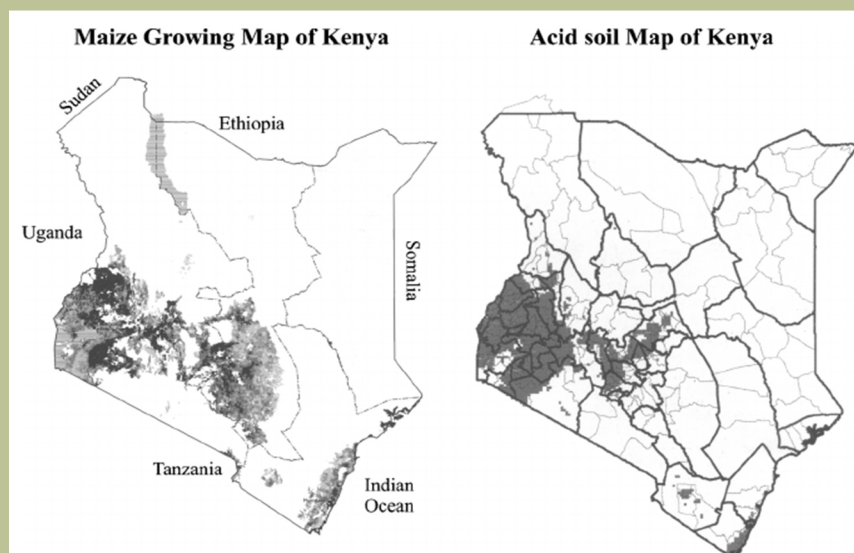 Maize Growing Map of Kenya
Acid soil Map of Kenya
Sudan
Ethiopia
Uganda
Somalia
Tanzania
Indian
Ocean